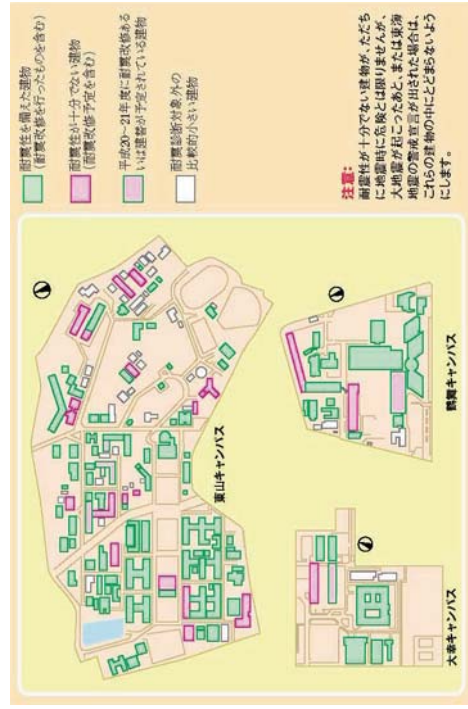 耐震性を備えた建物
(耐震改修を行ったものを含む)
耐震性が十分でない建物
(耐震改修予定を含む)
平成20〜21年度に耐震改修ある
いは建替が予定されている建物
耐震診断対象外の
比較的小さい建物
注意:
耐震性が十分でない建物が、ただち
に地震時に危険とは限りませんが、
大地震が起こったあと、または東海
地震の警戒宣言が出された場合は、
これらの建物の中にとどまらないよう
にします。
東山キャンパス
鶴舞キャンパス
大幸キャンパス